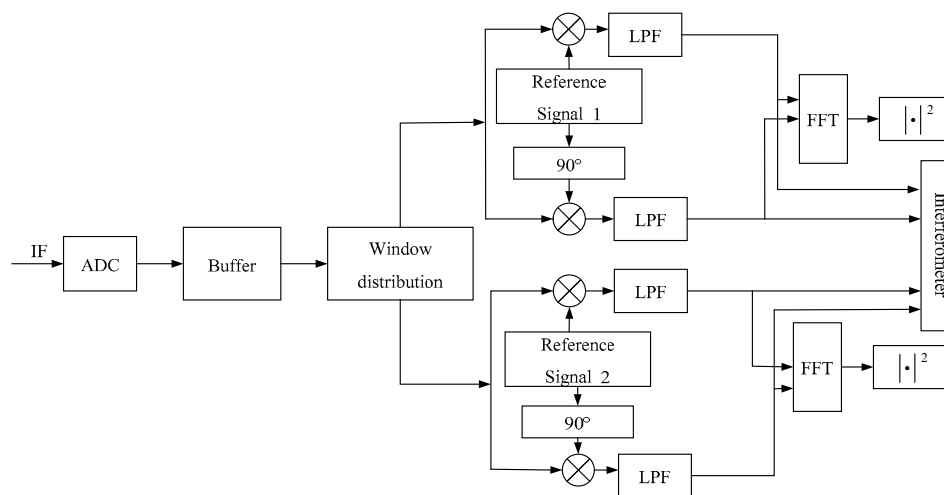 IF
ADC
Buffer
Window
distribution
LPF
Reference
Signal 1
90°
LPF
FFT
|•|²
Interferometer
LPF
Reference
Signal 2
90°
LPF
FFT
|•|²